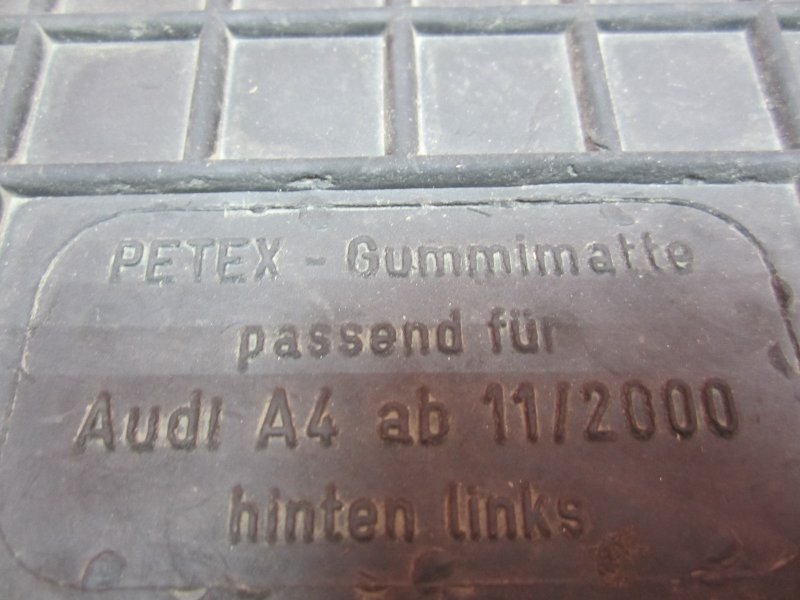 PETEX - Gummimatte
passend für
Audi A4 ab 11/2000
hinten links